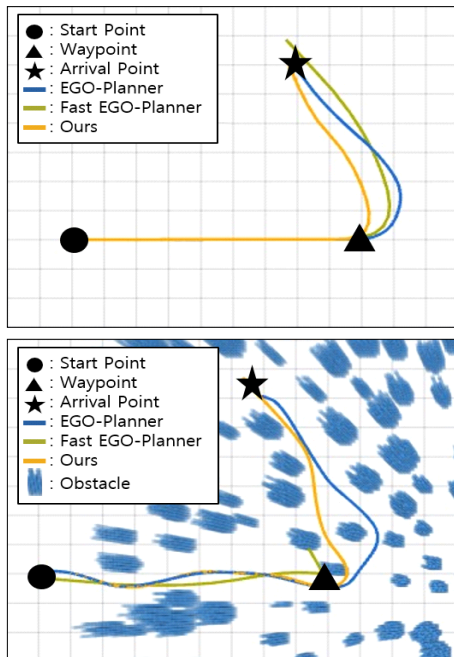 : Start Point
: Waypoint
: Arrival Point
: EGO-Planner
: Fast EGO-Planner
: Ours
: Start Point
: Waypoint
: Arrival Point
: EGO-Planner
: Fast EGO-Planner
: Ours
: Obstacle